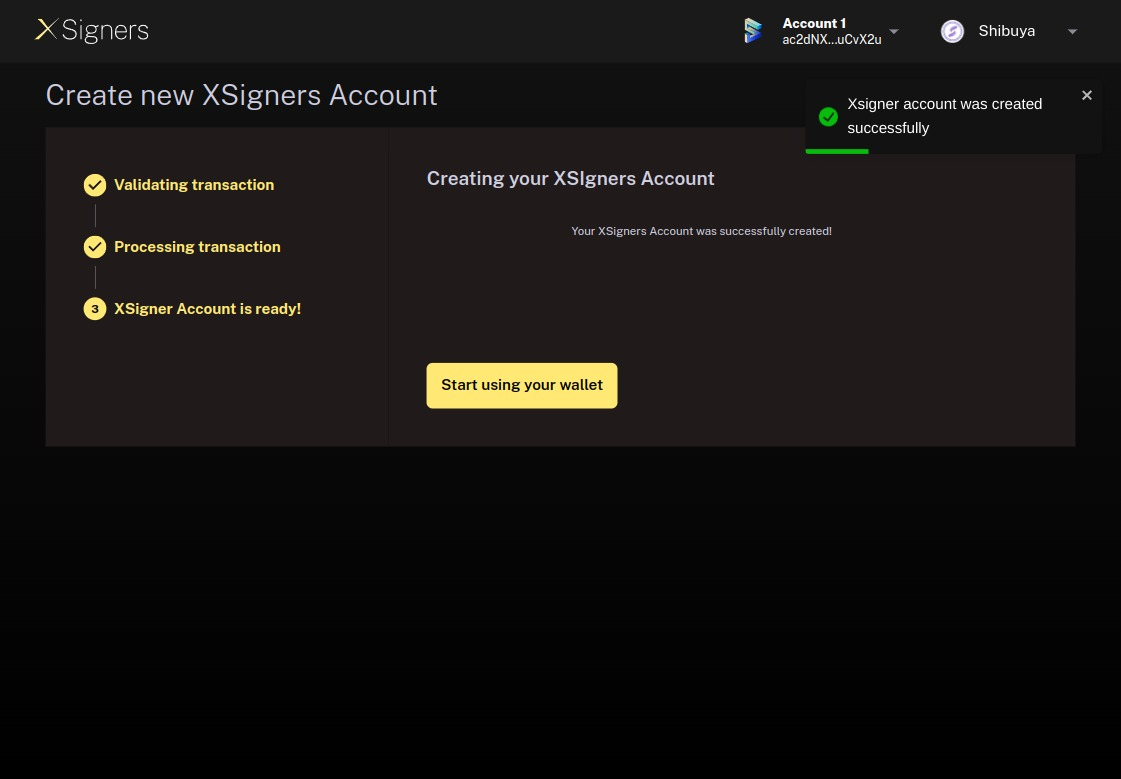 XSigners
Account 1
ac2dNX...uCvX2u
Shibuya
Create new XSigners Account
Xsigner account was created
successfully
Validating transaction
Processing transaction
3 XSigner Account is ready!
Creating your XSIgners Account
Your XSigners Account was successfully created!
Start using your wallet